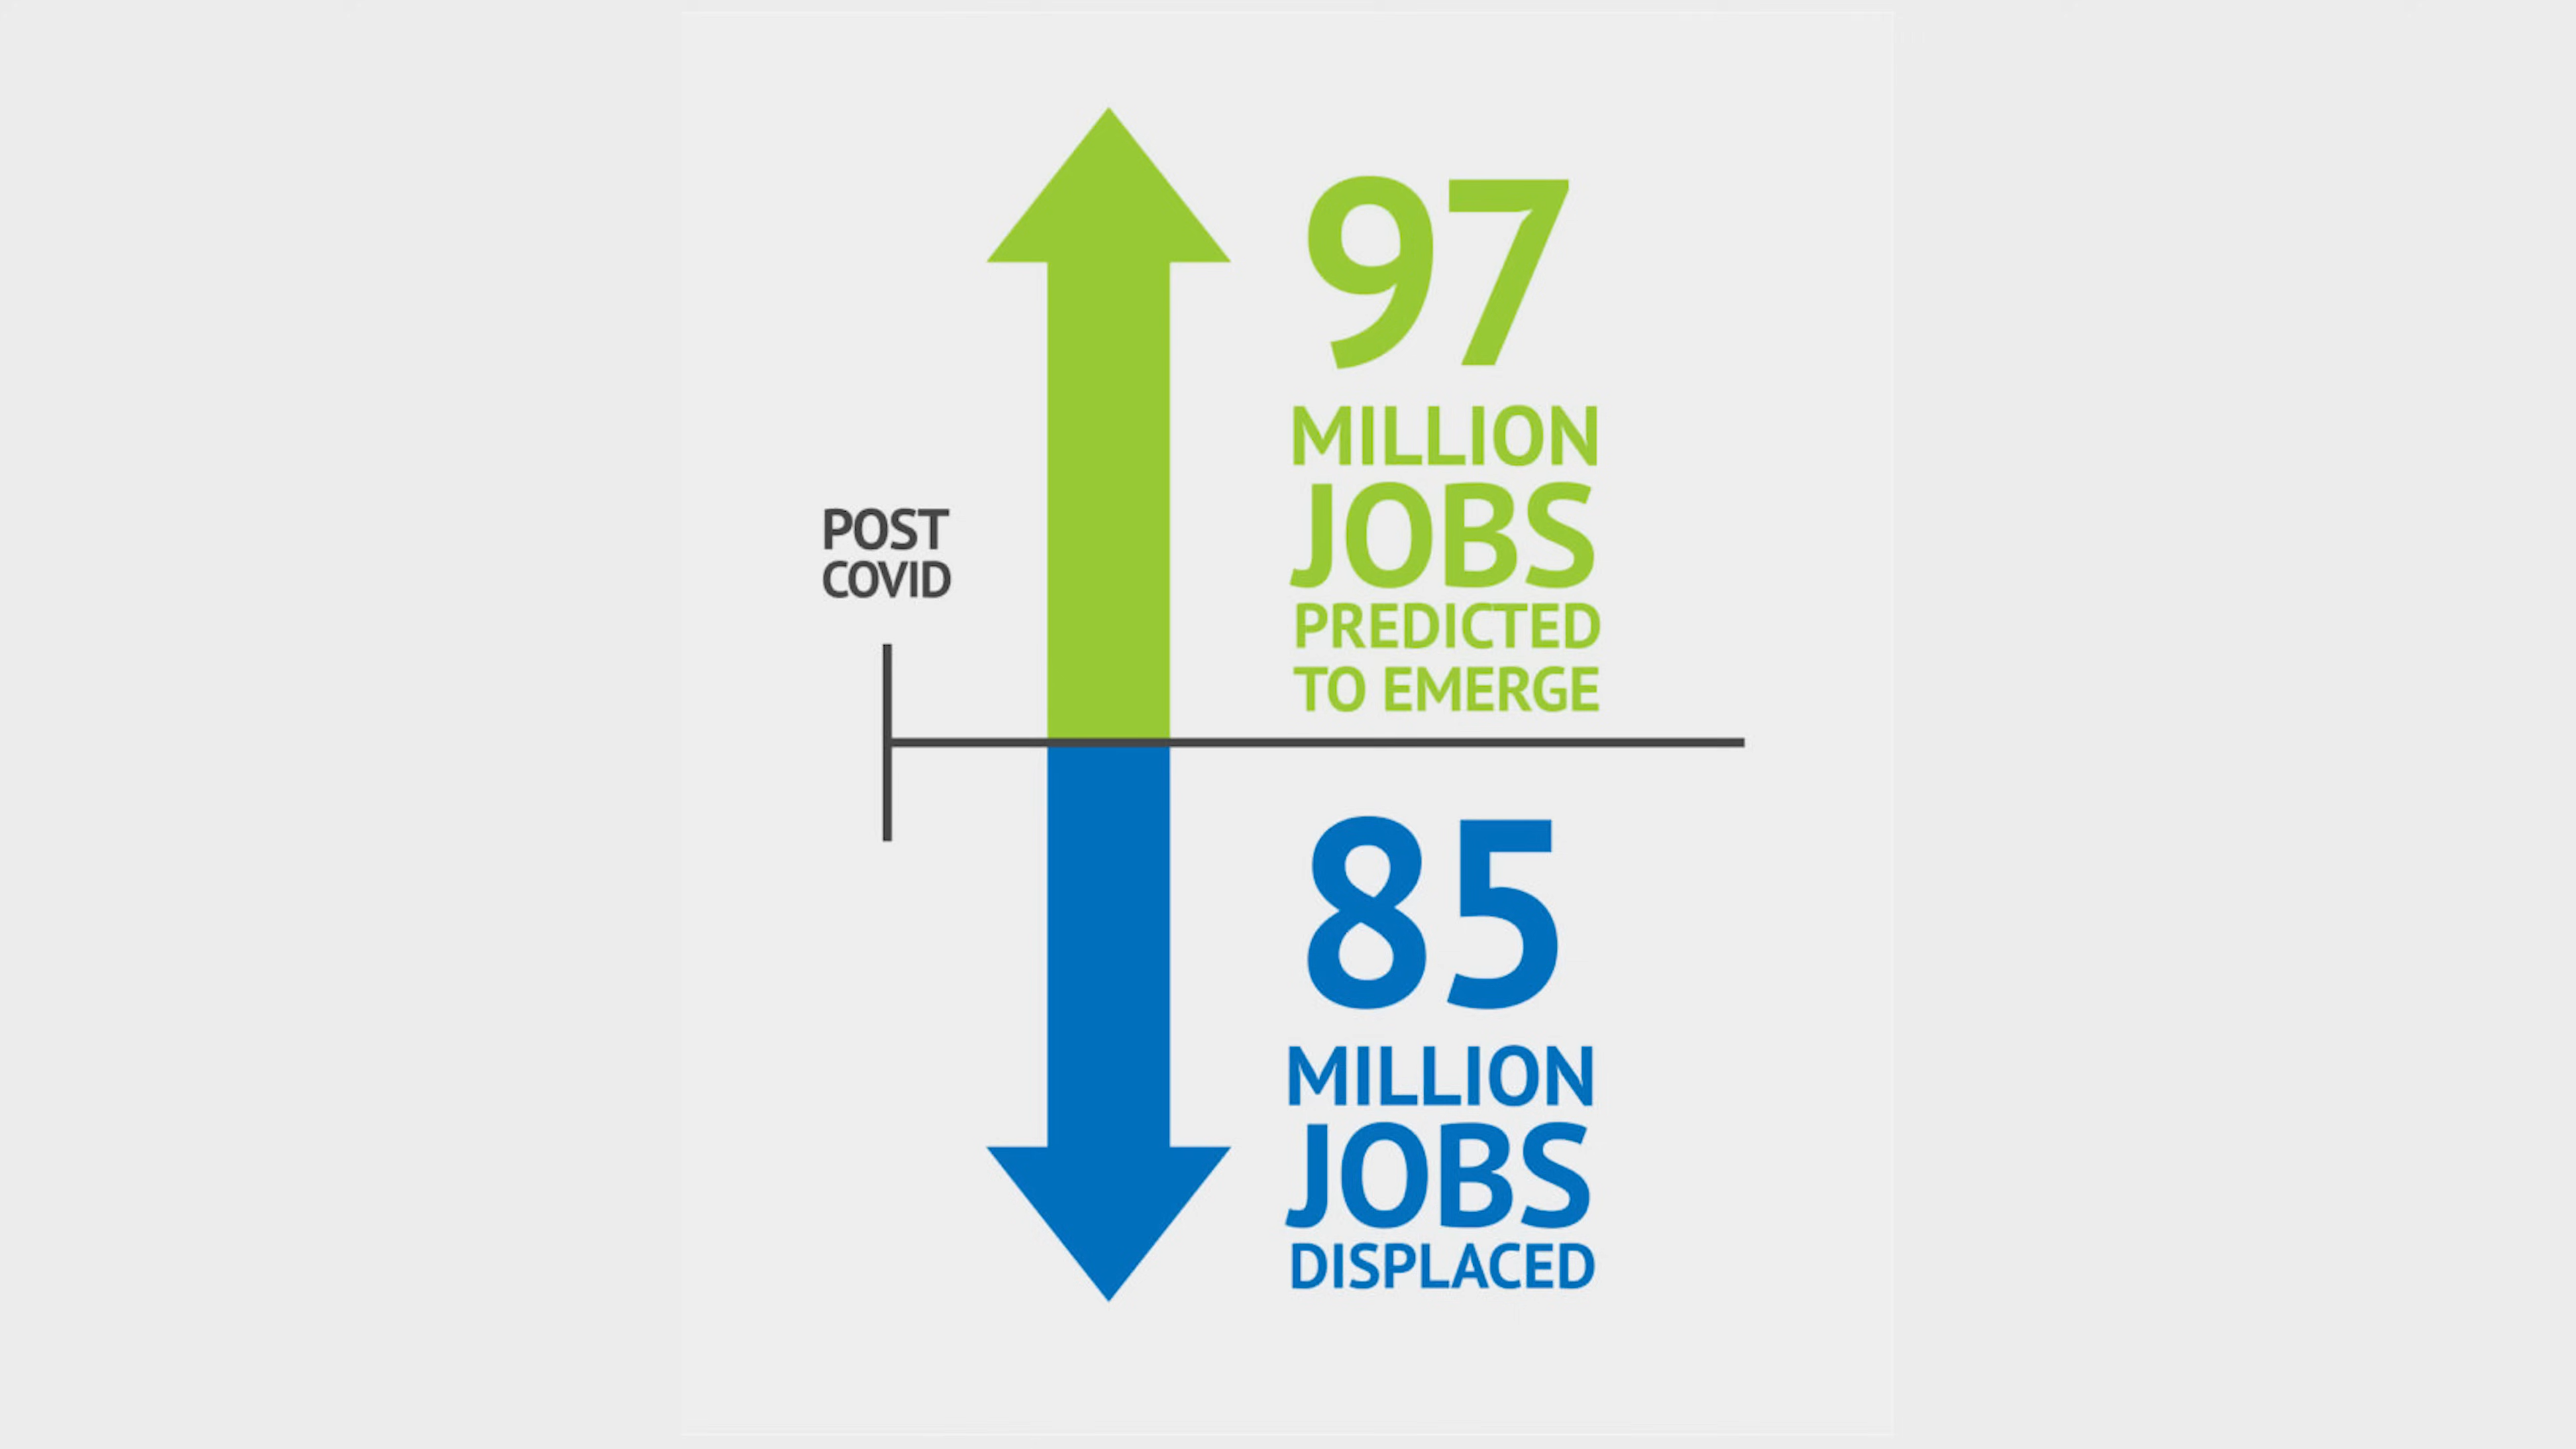 POST
COVID
97
MILLION
JOBS
PREDICTED
TO EMERGE
85
MILLION
JOBS
DISPLACED